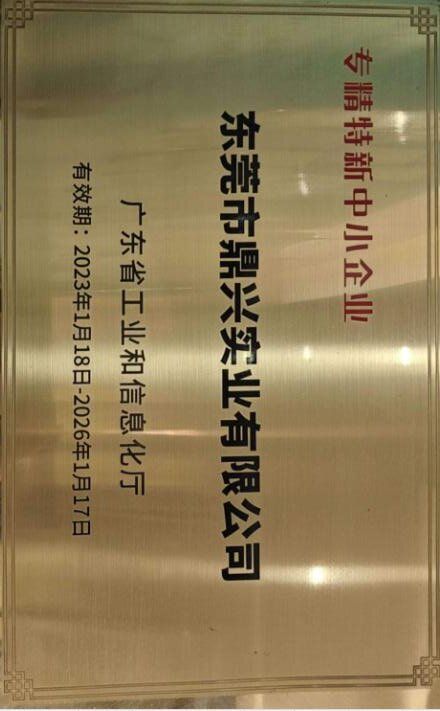 专精特新中小企业
东莞市鼎兴实业有限公司
广东省工业和信息化厅
有效期：2023年1月18日-2026年1月17日